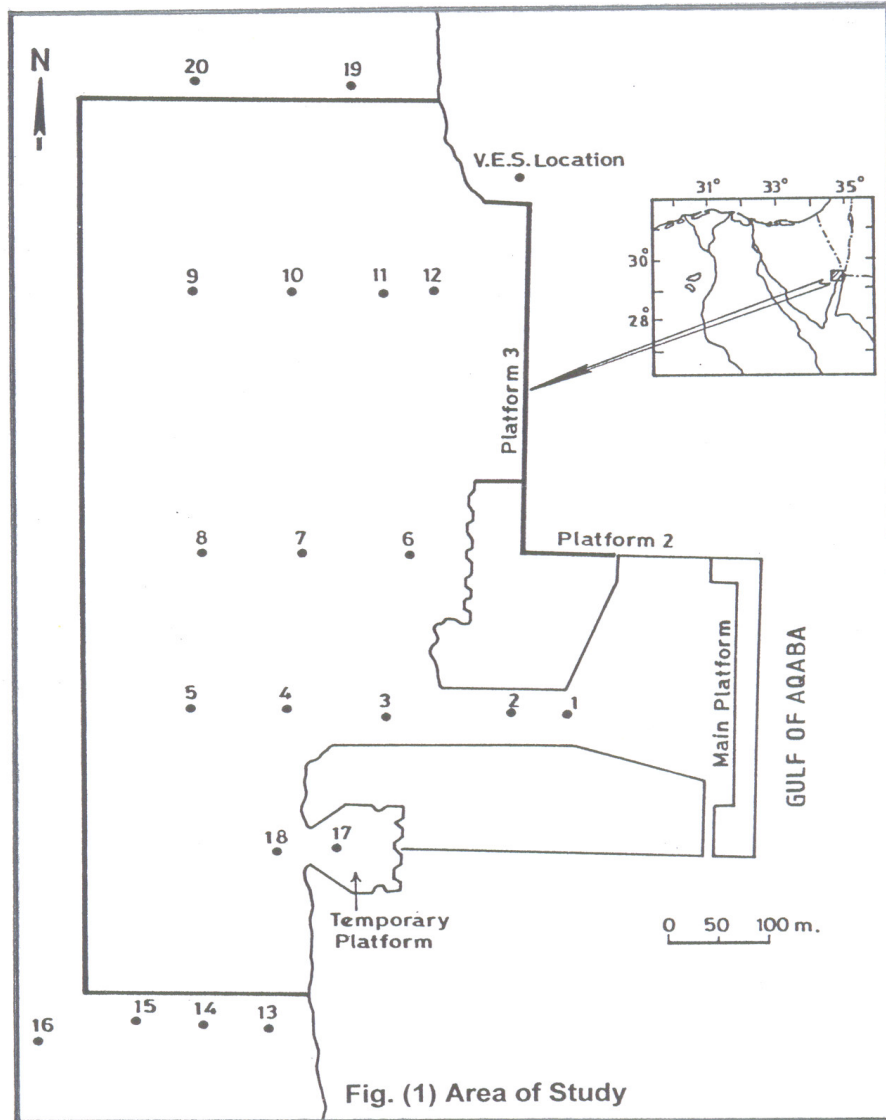 N
20
19
V.E.S. Location
31° 33° 35°
30°
28°
9 10 11 12
Platform 3
8 7 6
Platform 2
5 4 3 2 1
Main Platform
GULF OF AQABA
18 17
Temporary
Platform
0 50 100 m.
16 15 14 13
Fig. (1) Area of Study